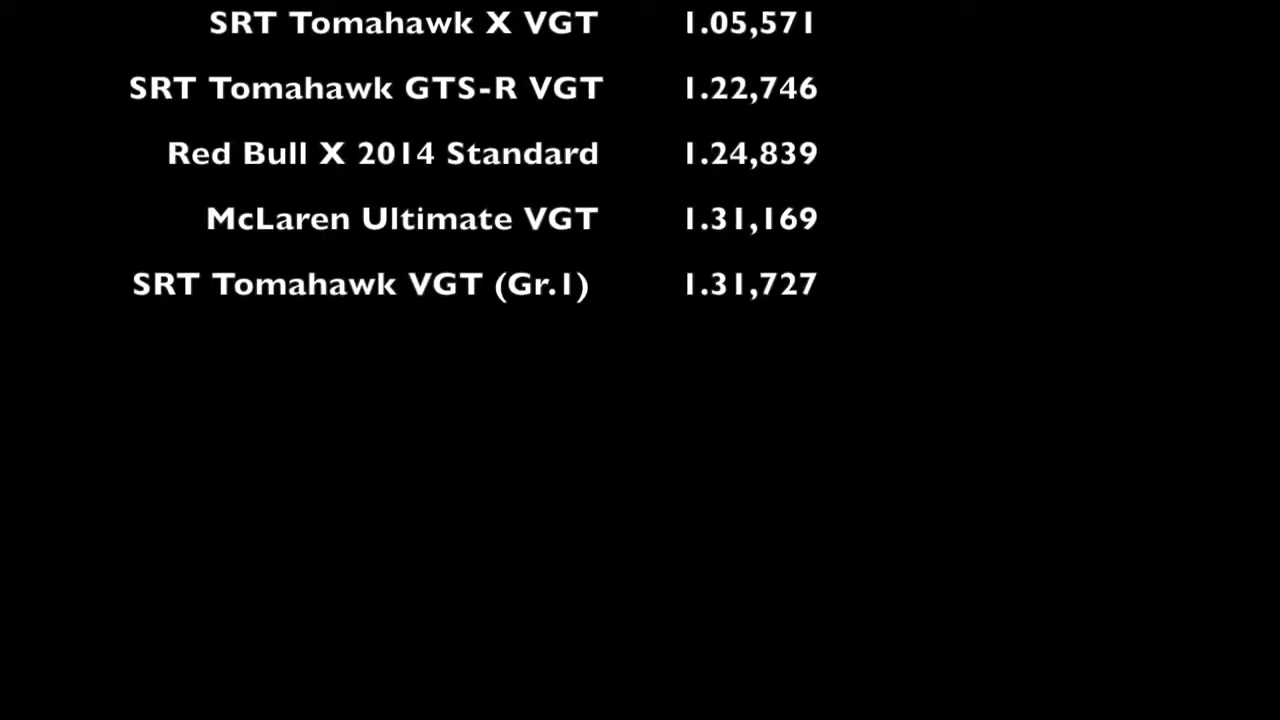 SRT Tomahawk X VGT 1.05,571
SRT Tomahawk GTS-R VGT 1.22,746
Red Bull X 2014 Standard 1.24,839
McLaren Ultimate VGT 1.31,169
SRT Tomahawk VGT (Gr.1) 1.31,727